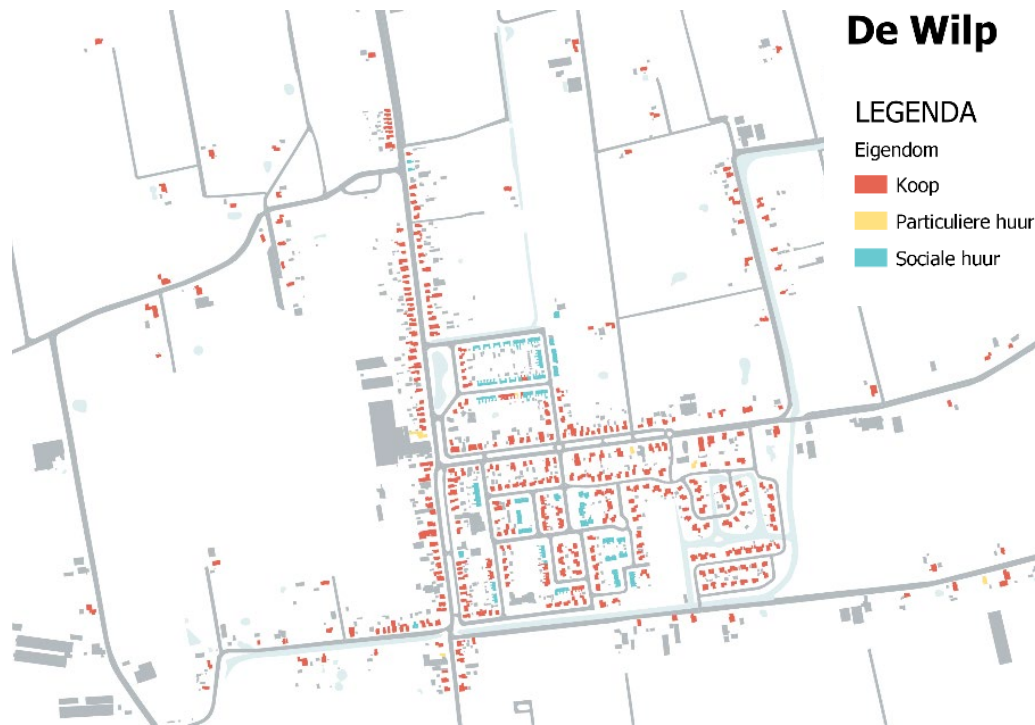 De Wilp
LEGENDA
Eigendom
Koop
Particuliere huur
Sociale huur